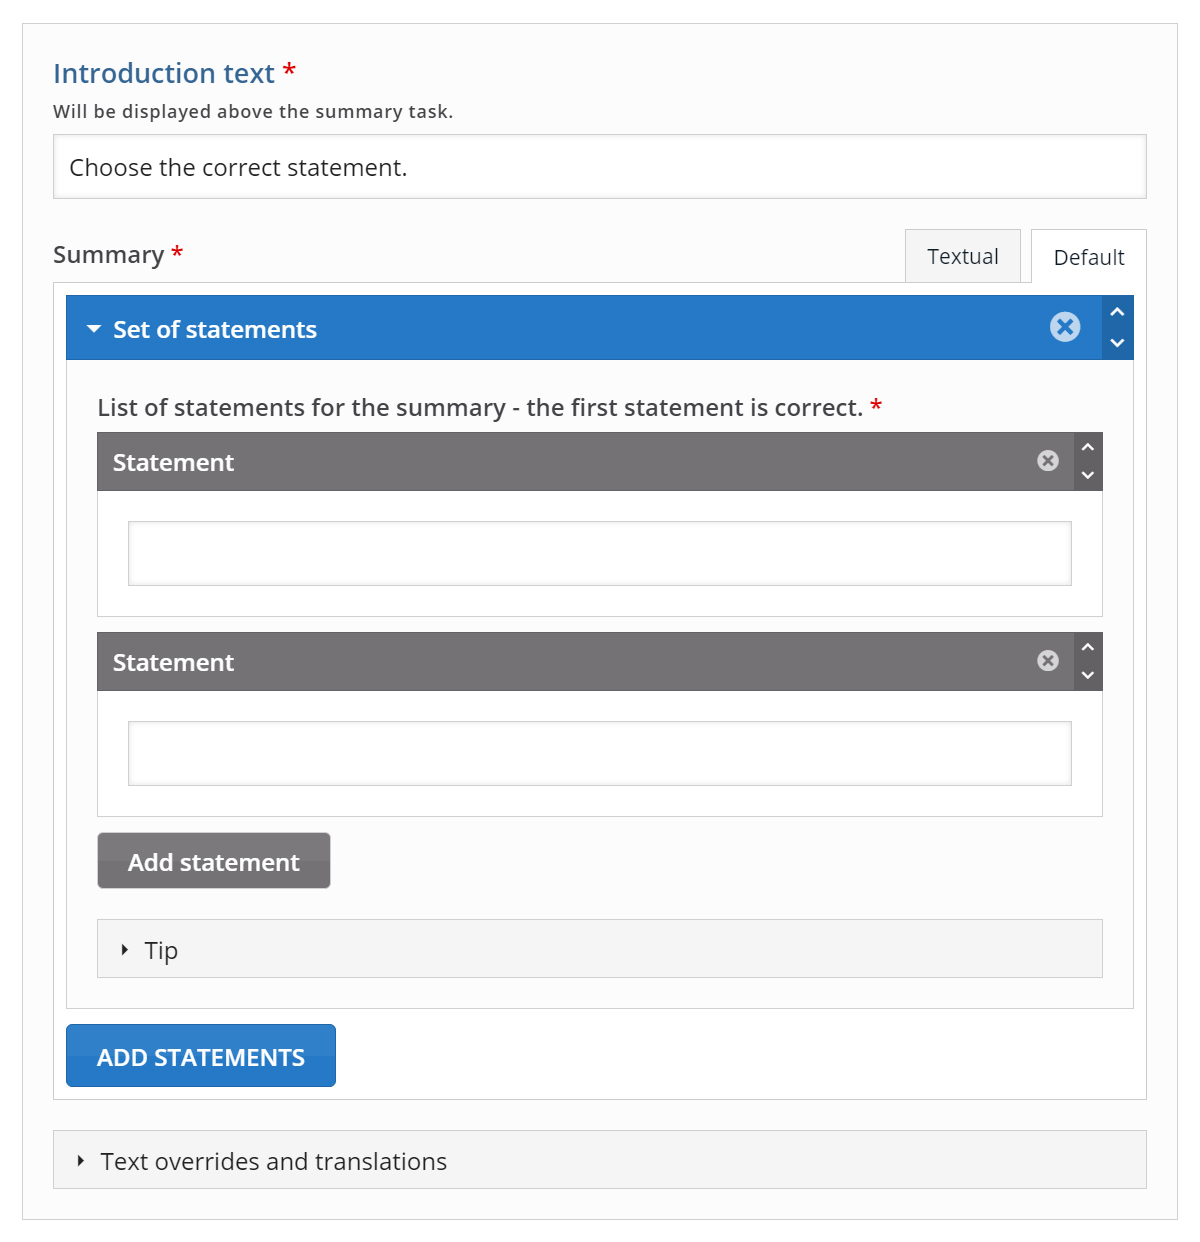 Introduction text *
Will be displayed above the summary task.
Choose the correct statement.
Summary *
Textual
Default
Set of statements
List of statements for the summary - the first statement is correct. *
Statement
Statement
Add statement
Tip
ADD STATEMENTS
Text overrides and translations